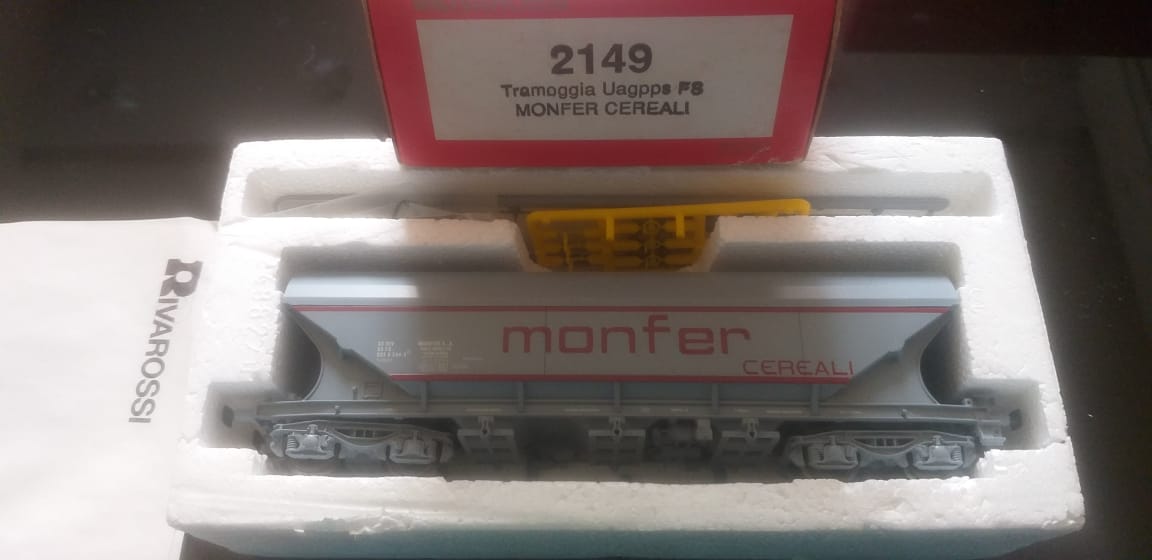 2149
Tramoggia Uagpps FS
MONFER CEREALI
RIVAROSSI
monfer
CEREALI